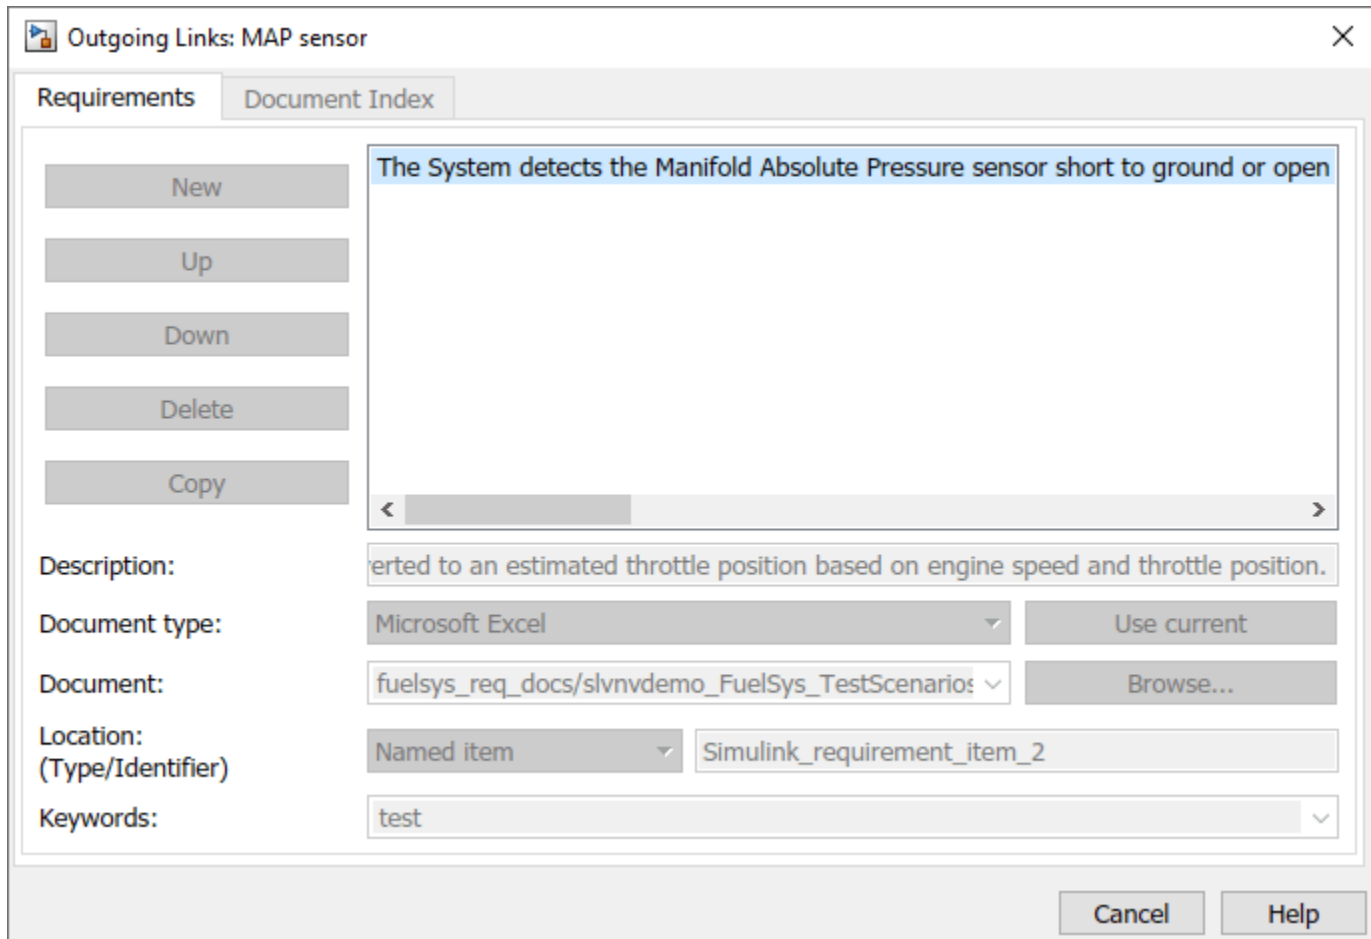 Outgoing Links: MAP sensor
Requirements
Document Index
New
Up
Down
Delete
Copy
The System detects the Manifold Absolute Pressure sensor short to ground or open
Description:
erted to an estimated throttle position based on engine speed and throttle position.
Document type:
Microsoft Excel
Use current
Document:
fuelsys_req_docs/slvnvdemo_FuelSys_TestScenarios
Browse...
Location:
(Type/Identifier)
Named item
Simulink_requirement_item_2
Keywords:
test
Cancel
Help